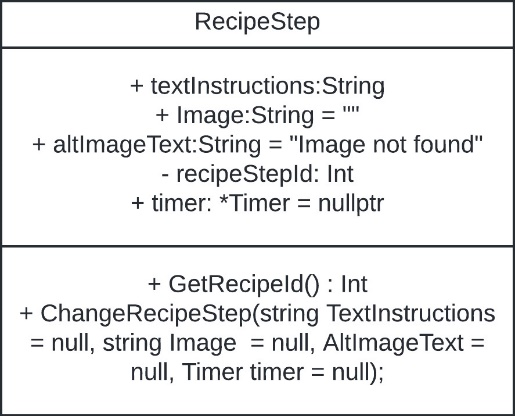 RecipeStep
+ textInstructions:String
+ Image:String = ""
+ altImageText:String = "Image not found"
- recipeStepId: Int
+ timer: *Timer = nullptr
+ GetRecipeId() : Int
+ ChangeRecipeStep(string TextInstructions
= null, string Image  = null, AltImageText =
null, Timer timer = null);